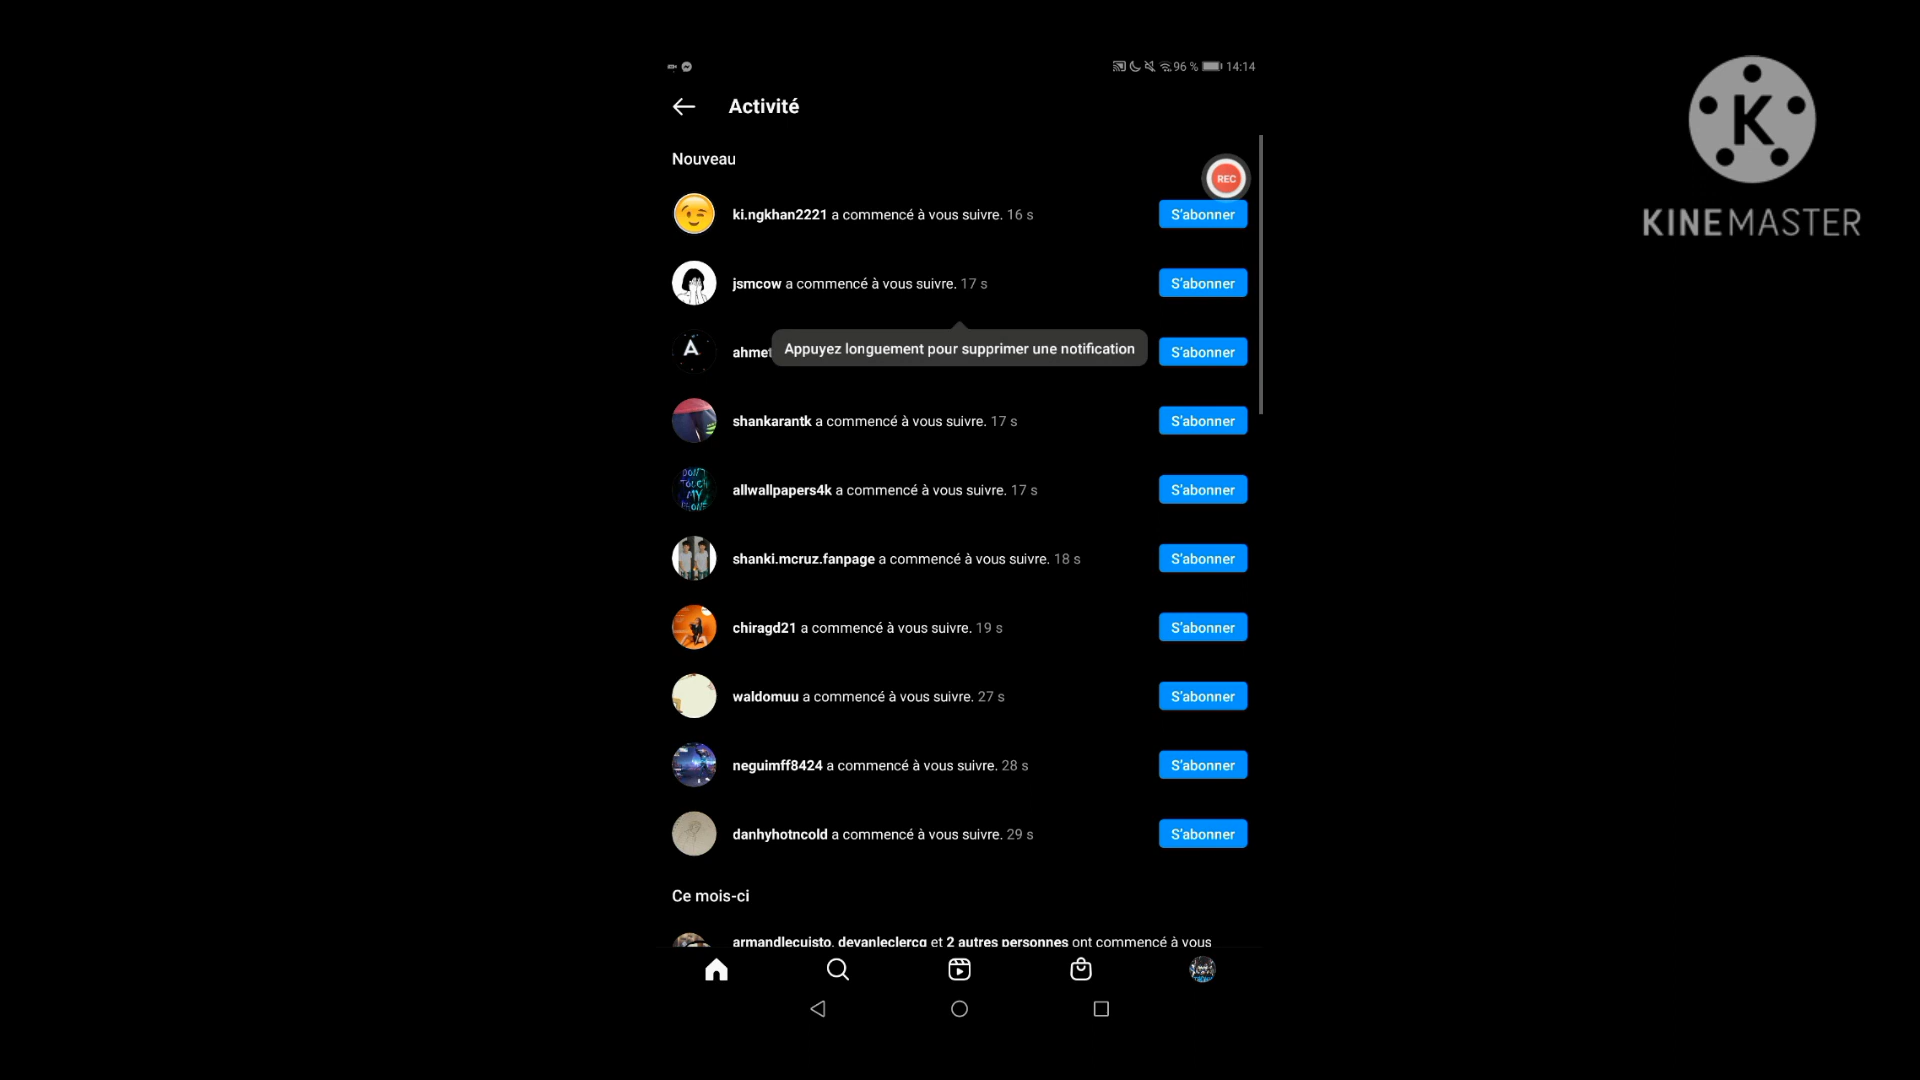 96 % 14:14
Activité
Nouveau
REC
ki.ngkhan2221 a commencé à vous suivre. 16 s
S'abonner
jsmcow a commencé à vous suivre. 17 s
S'abonner
Appuyez longuement pour supprimer une notification
A
ahmet
S'abonner
shankarantk a commencé à vous suivre. 17 s
S'abonner
DON'T
TOUCH
MY
PHONE
allwallpapers4k a commencé à vous suivre. 17 s
S'abonner
shanki.mcruz.fanpage a commencé à vous suivre. 18 s
S'abonner
chiragd21 a commencé à vous suivre. 19 s
S'abonner
waldomuu a commencé à vous suivre. 27 s
S'abonner
neguimff8424 a commencé à vous suivre. 28 s
S'abonner
danhyhotncold a commencé à vous suivre. 29 s
S'abonner
Ce mois-ci
armandlecuisto, devanleclercq et 2 autres personnes ont commencé à vous
K
KINEMASTER